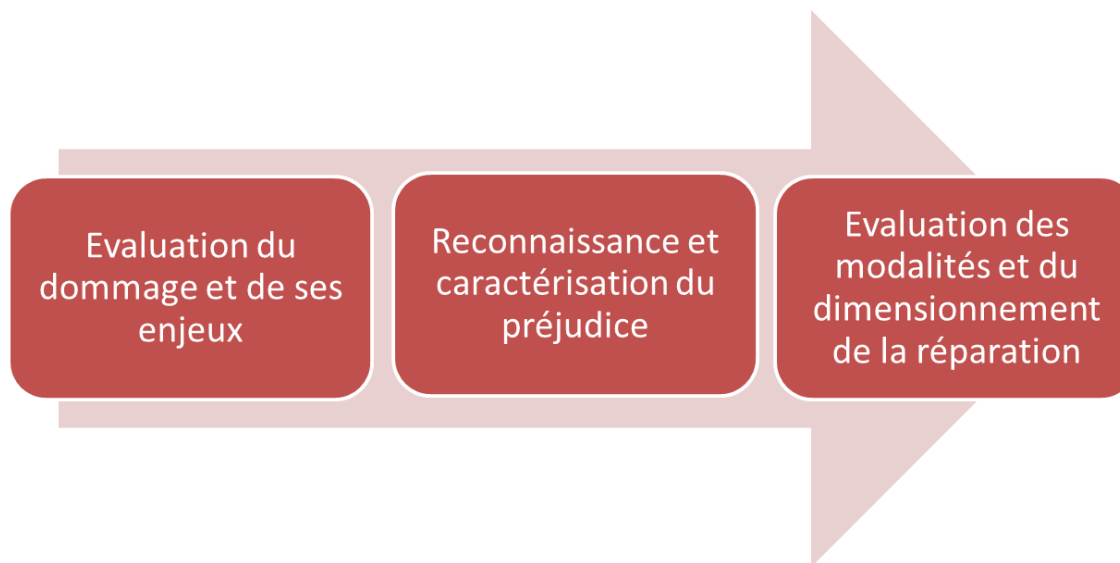 Evaluation du
dommage et de ses
enjeux
Reconnaissance et
caractérisation du
préjudice
Evaluation des
modalités et du
dimensionnement
de la réparation